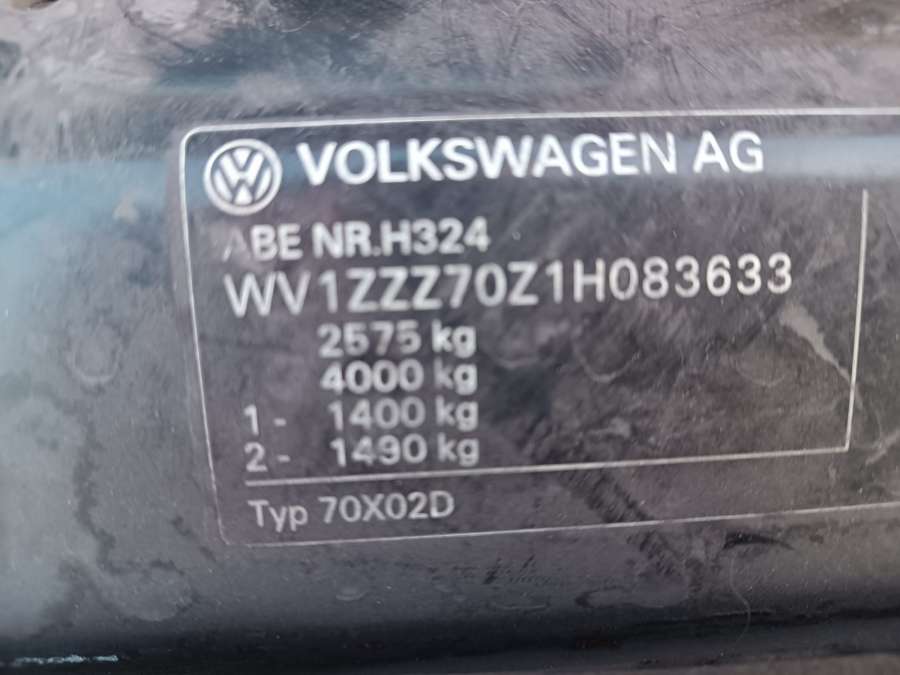 VOLKSWAGEN AG
ABE NR.H324
WV1ZZZ70Z1H083633
2575 kg
4000 kg
1 - 1400 kg
2 - 1490 kg
Typ 70X02D